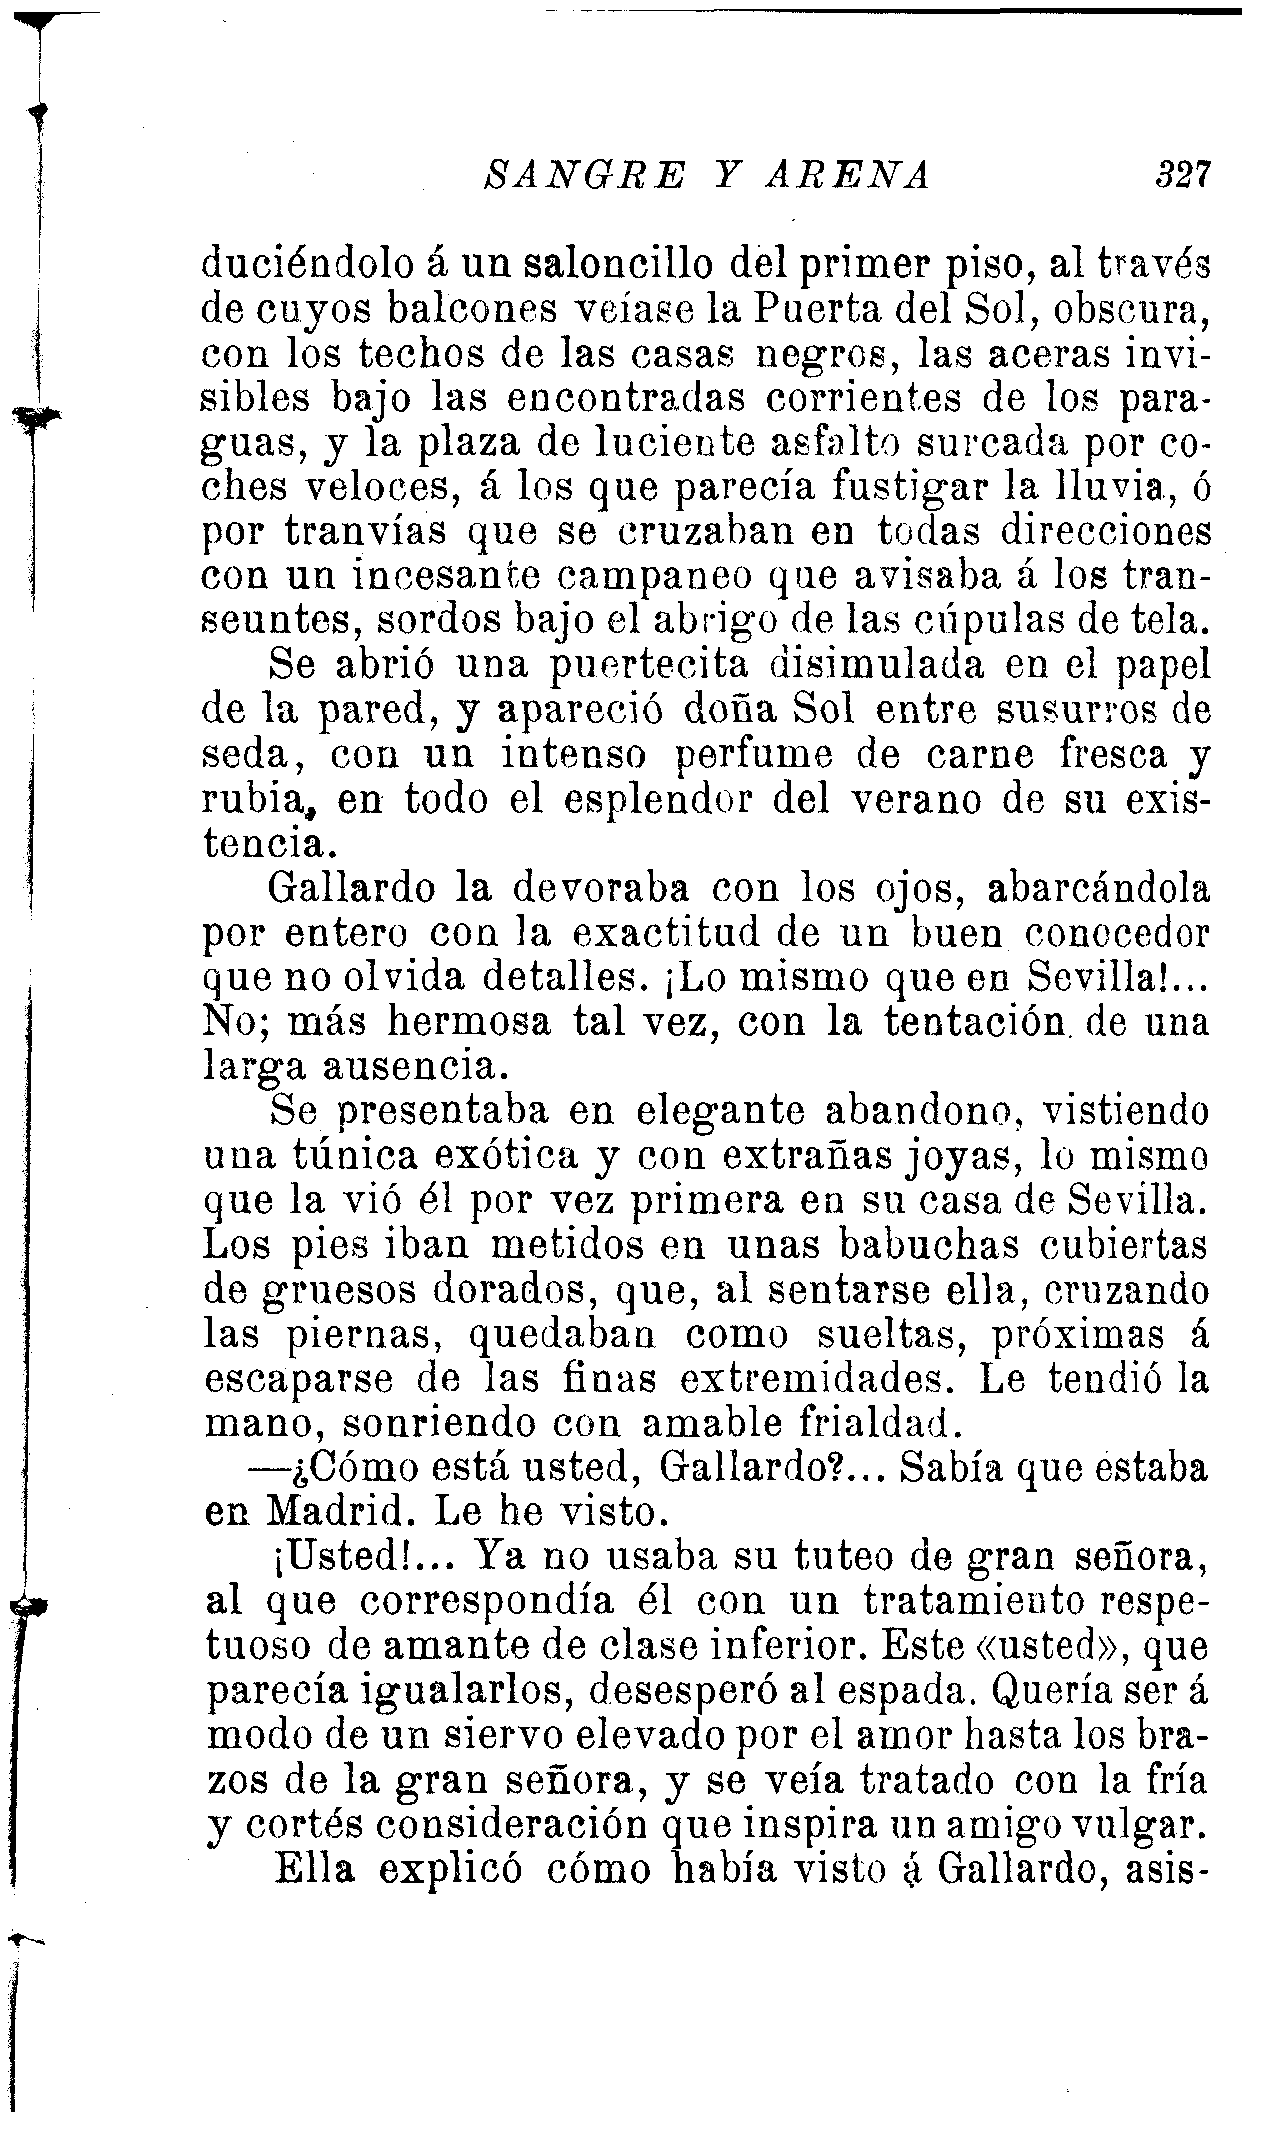 SANGRE Y ARENA 327
duciéndolo á un saloncillo del primer piso, al través
de cuyos balcones veíase la Puerta del Sol, obscura,
con los techos de las casas negros, las aceras invi-
sibles bajo las encontradas corrientes de los para-
guas, y la plaza de luciente asfalto surcada por co-
ches veloces, á los que parecía fustigar la lluvia, ó
por tranvías que se cruzaban en todas direcciones
con un incesante campaneo que avisaba á los tran-
seuntes, sordos bajo el abrigo de las cúpulas de tela.
Se abrió una puertecita disimulada en el papel
de la pared, y apareció doña Sol entre susurros de
seda, con un intenso perfume de carne fresca y
rubia, en todo el esplendor del verano de su exis-
tencia.
Gallardo la devoraba con los ojos, abarcándola
por entero con la exactitud de un buen conocedor
que no olvida detalles. ¡Lo mismo que en Sevilla!...
No; más hermosa tal vez, con la tentación de una
larga ausencia.
Se presentaba en elegante abandono, vistiendo
una túnica exótica y con extrañas joyas, lo mismo
que la vió él por vez primera en su casa de Sevilla.
Los pies iban metidos en unas babuchas cubiertas
de gruesos dorados, que, al sentarse ella, cruzando
las piernas, quedaban como sueltas, próximas á
escaparse de las finas extremidades. Le tendió la
mano, sonriendo con amable frialdad.
—¿Cómo está usted, Gallardo?... Sabía que estaba
en Madrid. Le he visto.
¡Usted!... Ya no usaba su tuteo de gran señora,
al que correspondía él con un tratamiento respe-
tuoso de amante de clase inferior. Este «usted», que
parecía igualarlos, desesperó al espada. Quería ser á
modo de un siervo elevado por el amor hasta los bra-
zos de la gran señora, y se veía tratado con la fría
y cortés consideración que inspira un amigo vulgar.
Ella explicó cómo había visto á Gallardo, asis-